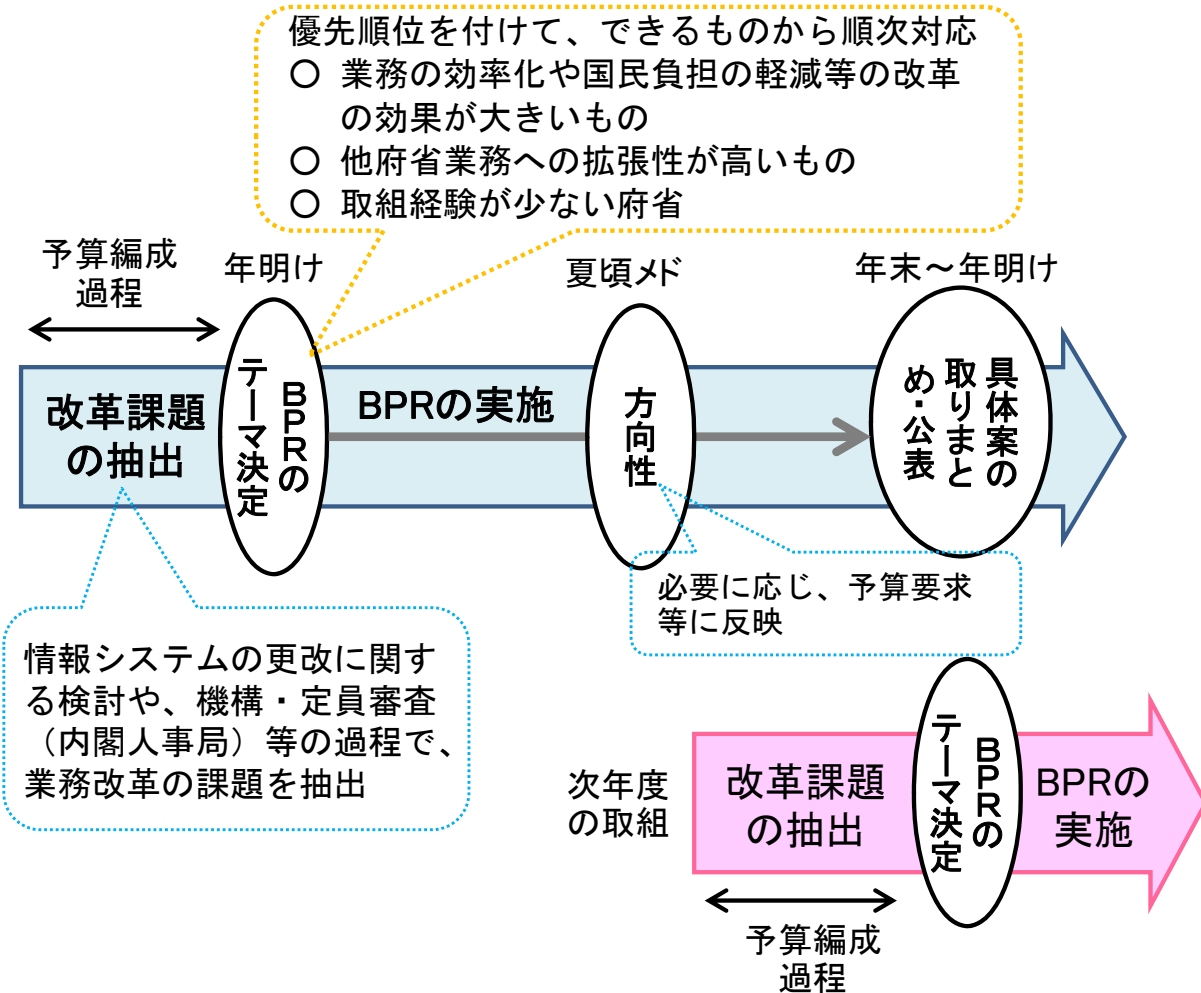 優先順位を付けて、できるものから順次対応
〇 業務の効率化や国民負担の軽減等の改革
の効果が大きいもの
〇 他府省業務への拡張性が高いもの
〇 取組経験が少ない府省
予算編成
過程
年明け
夏頃メド
年末～年明け
改革課題
の抽出
BPRの
テーマ決定
BPRの実施
方向性
具体案の
取りまと
め・公表
必要に応じ、予算要求
等に反映
情報システムの更改に関す
る検討や、機構・定員審査
（内閣人事局）等の過程で、
業務改革の課題を抽出
次年度
の取組
改革課題
の抽出
BPRの
テーマ決定
BPRの
実施
予算編成
過程